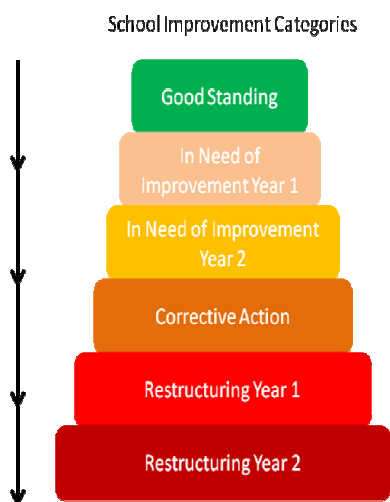 School Improvement Categories
Good Standing
In Need of
Improvement Year 1
In Need of Improvement
Year 2
Corrective Action
Restructuring Year 1
Restructuring Year 2